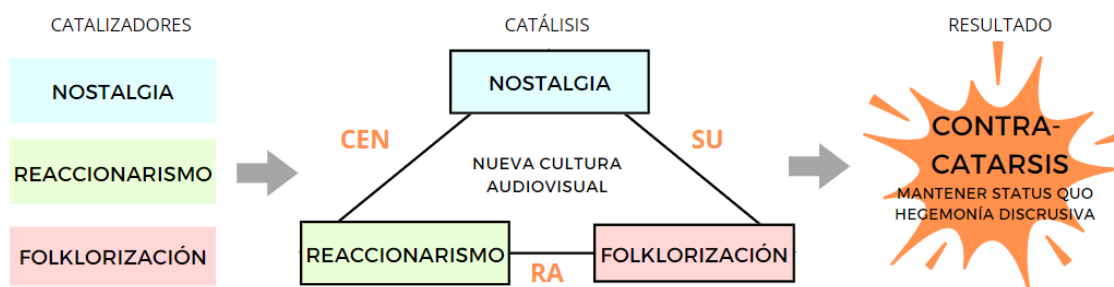 CATALIZADORES
NOSTALGIA
REACCIONARISMO
FOLKLORIZACIÓN
CATÁLISIS
NOSTALGIA
CEN
SU
NUEVA CULTURA
AUDIOVISUAL
REACCIONARISMO
RA
FOLKLORIZACIÓN
RESULTADO
CONTRA-
CATARSIS
MANTENER STATUS QUO
HEGEMONÍA DISCRUSIVA